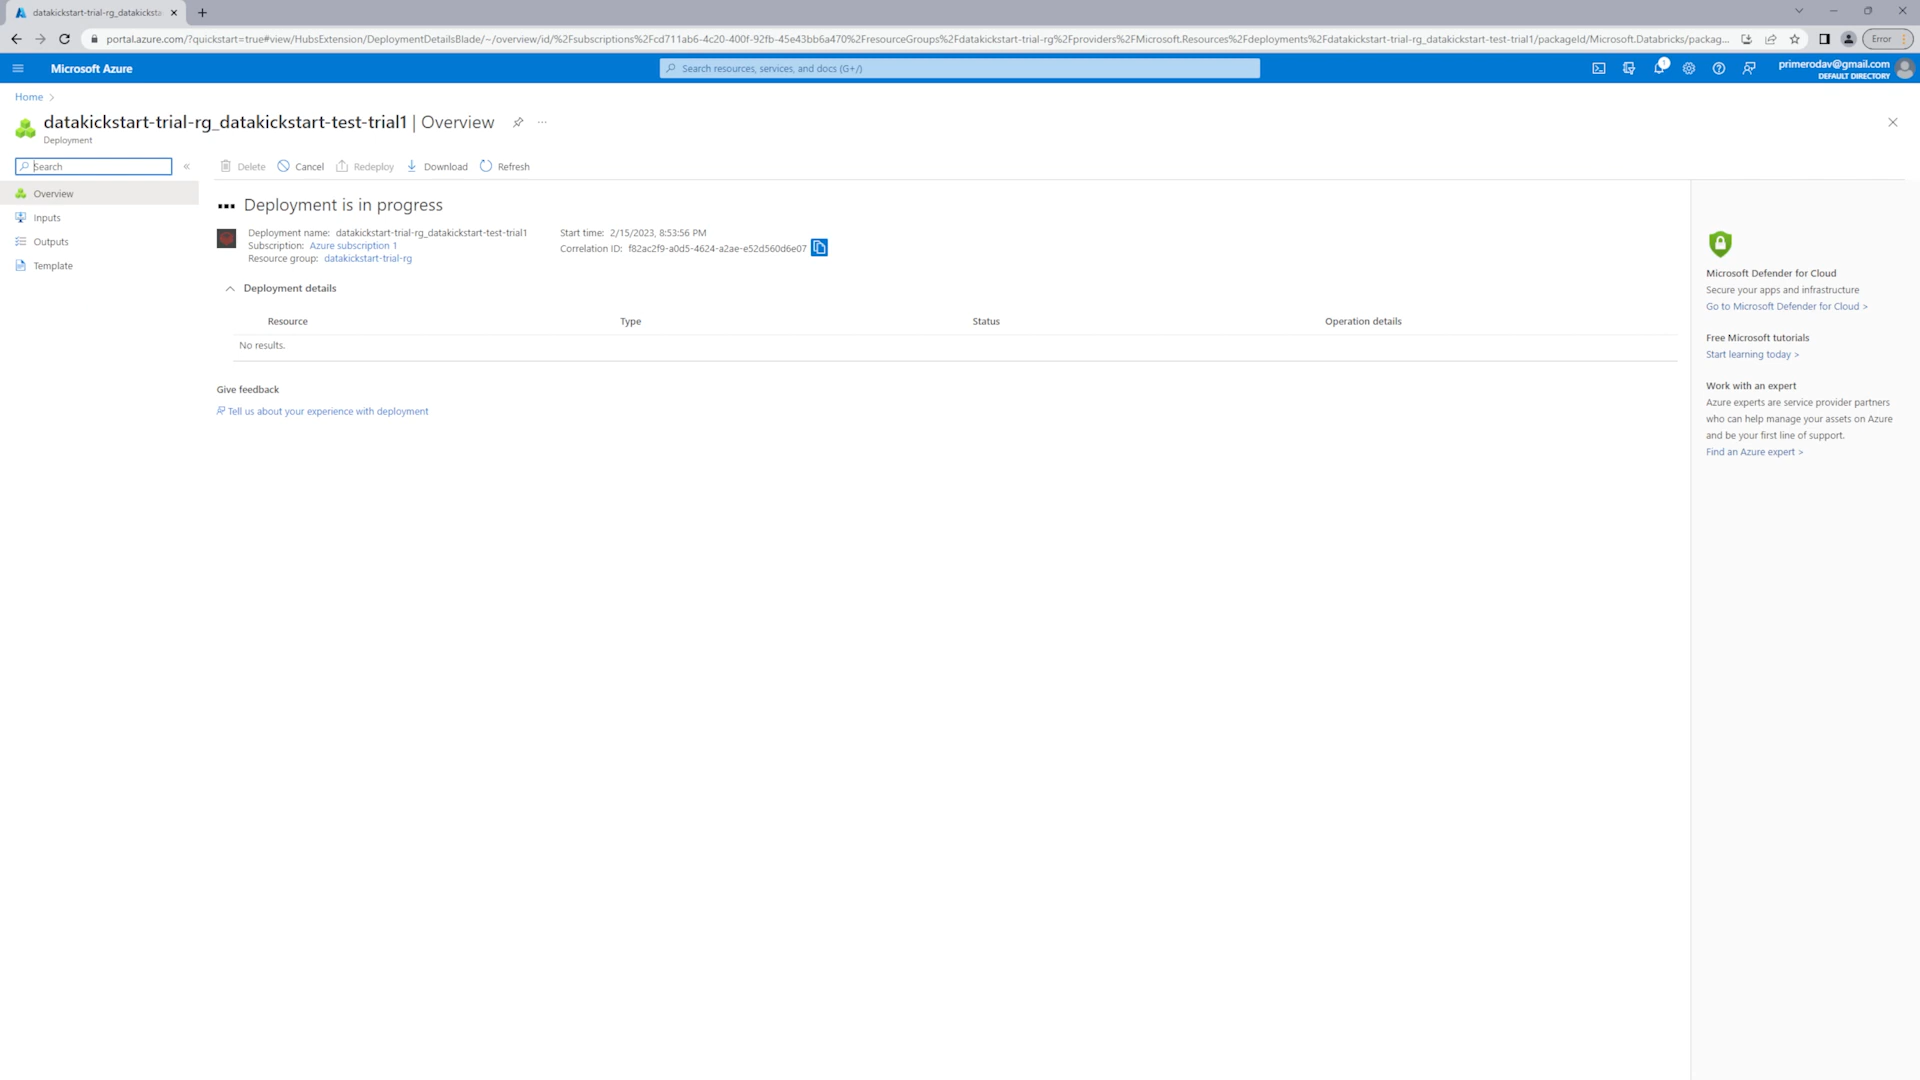 datakickstart-trial-rg_datakicksta
portal.azure.com/?quickstart=true#view/HubsExtension/DeploymentDetailsBlade/~/overview/id/%2Fsubscriptions%2Fcd711ab6-4c20-400f-92fb-45e43bb6a470%2FresourceGroups%2Fdatakickstart-trial-rg%2Fproviders%2FMicrosoft.Resources%2Fdeployments%2Fdatakickstart-trial-rg_datakickstart-test-trial1/packageId/Microsoft.Databricks/packag...
Error
Microsoft Azure
Search resources, services, and docs (G+/)
1
primerodav@gmail.com
DEFAULT DIRECTORY
Home >
datakickstart-trial-rg_datakickstart-test-trial1 | Overview
Deployment
Search
Delete Cancel Redeploy Download Refresh
Overview
Inputs
Outputs
Template
Deployment is in progress
Deployment name: datakickstart-trial-rg_datakickstart-test-trial1
Subscription: Azure subscription 1
Resource group: datakickstart-trial-rg
Start time: 2/15/2023, 8:53:56 PM
Correlation ID: f82ac2f9-a0d5-4624-a2ae-e52d560d6e07
Deployment details
Resource Type Status Operation details
No results.
Give feedback
Tell us about your experience with deployment
Microsoft Defender for Cloud
Secure your apps and infrastructure
Go to Microsoft Defender for Cloud >
Free Microsoft tutorials
Start learning today >
Work with an expert
Azure experts are service provider partners
who can help manage your assets on Azure
and be your first line of support.
Find an Azure expert >